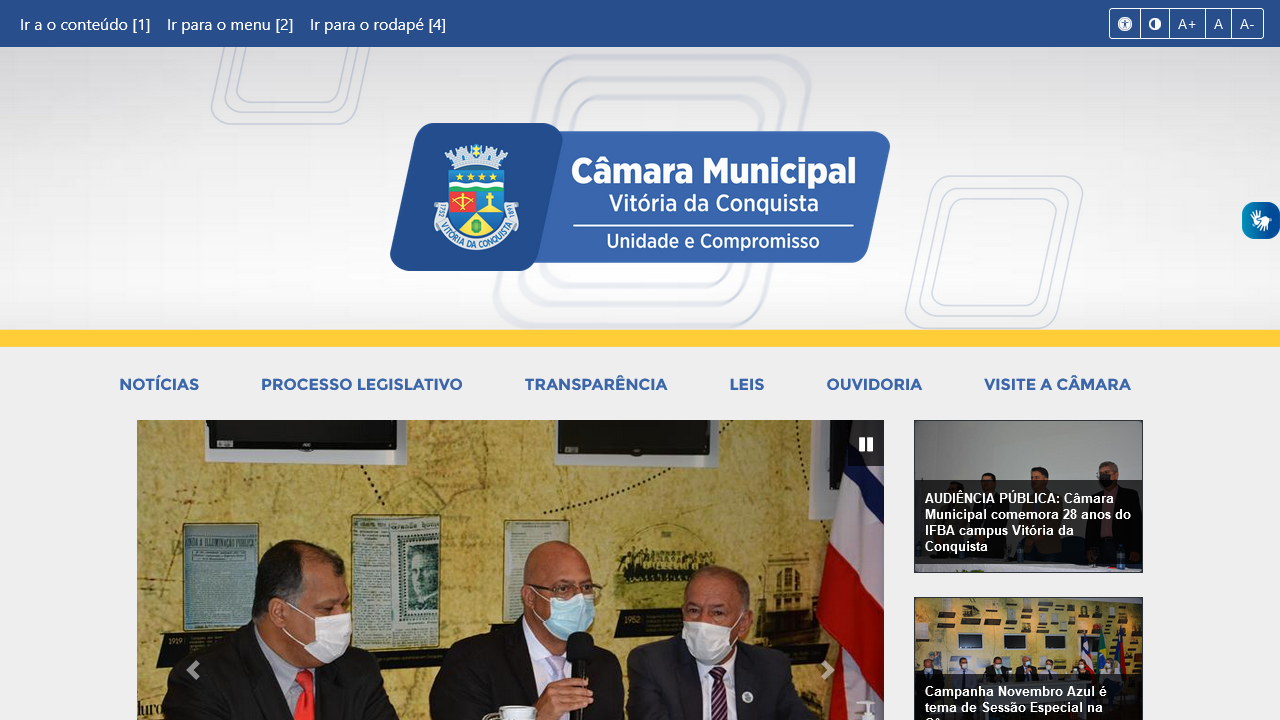 Ir a o conteúdo [1] Ir para o menu [2] Ir para o rodapé [4]
A+ A A-
Câmara Municipal
Vitória da Conquista
Unidade e Compromisso
VITÓRIA DA CONQUISTA
NOTÍCIAS PROCESSO LEGISLATIVO TRANSPARÊNCIA LEIS OUVIDORIA VISITE A CÂMARA
1919
1952
AUDIÊNCIA PÚBLICA: Câmara
Municipal comemora 28 anos do
IFBA campus Vitória da
Conquista
Campanha Novembro Azul é
tema de Sessão Especial na